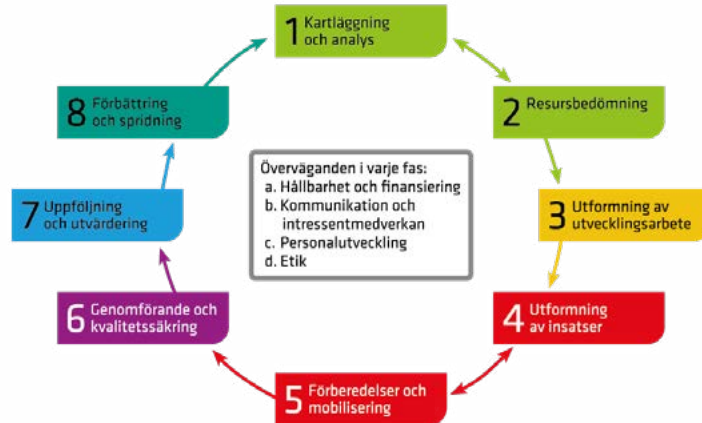 1 Kartläggning
och analys
2 Resursbedömning
3 Utformning av
utvecklingsarbete
4 Utformning
av insatser
5 Förberedelser och
mobilisering
6 Genomförande och
kvalitetssäkring
7 Uppföljning
och utvärdering
8 Förbättring
och spridning
Överväganden i varje fas:
a. Hållbarhet och finansiering
b. Kommunikation och
intressentmedverkan
c. Personalutveckling
d. Etik